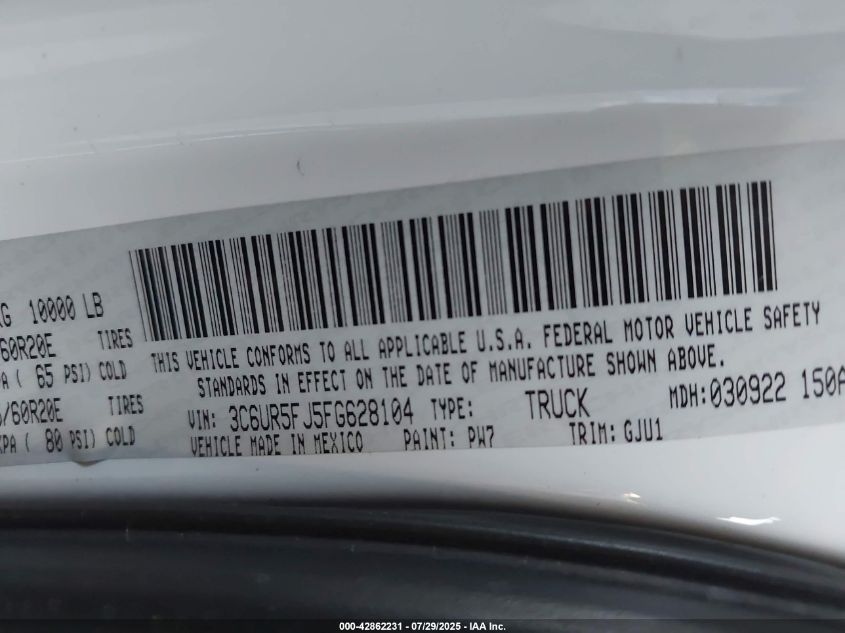 KG 10000 LB
/60R20E TIRES
PA ( 65 PSI) COLD
/60R20E TIRES
KPA ( 80 PSI) COLD
THIS VEHICLE CONFORMS TO ALL APPLICABLE U.S.A. FEDERAL MOTOR VEHICLE SAFETY
STANDARDS IN EFFECT ON THE DATE OF MANUFACTURE SHOWN ABOVE.
VIN: 3C6UR5FJ5FG628104 TYPE: TRUCK MDH: 030922 150A
VEHICLE MADE IN MEXICO PAINT: PW7 TRIM: GJU1
000-42862231 - 07/29/2025 - IAA Inc.